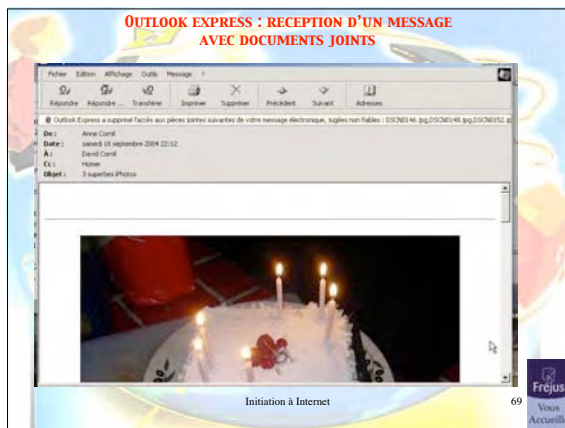 OUTLOOK EXPRESS : RECEPTION D'UN MESSAGE
AVEC DOCUMENTS JOINTS
Fichier Edition Affichage Outils Message ?
Répondre Répondre ... Transférer Imprimer Supprimer Précédent Suivant Adresses
Outlook Express a supprimé l'accès aux pièces jointes suivantes de votre message électronique, jugées non fiables : DSCN0146.jpg,DSCN0149.jpg,DSCN0152.jp
De : Anne Cornil
Date : samedi 18 septembre 2004 22:12
À : David Cornil
Cc : Homer
Objet : 3 superbes iPhotos
Initiation à Internet
69
Fréjus
Vous
Accueille